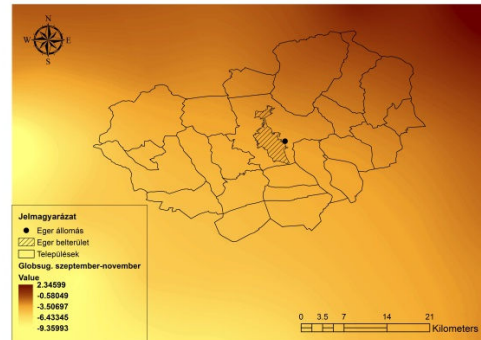 N
W E
S
Jelmagyarázat
Eger állomás
Eger belterület
Települések
Globsug. szeptember-november
Value
2.34599
-0.58049
-3.50697
-6.43345
-9.35993
0 3.5 7 14 21
Kilometers